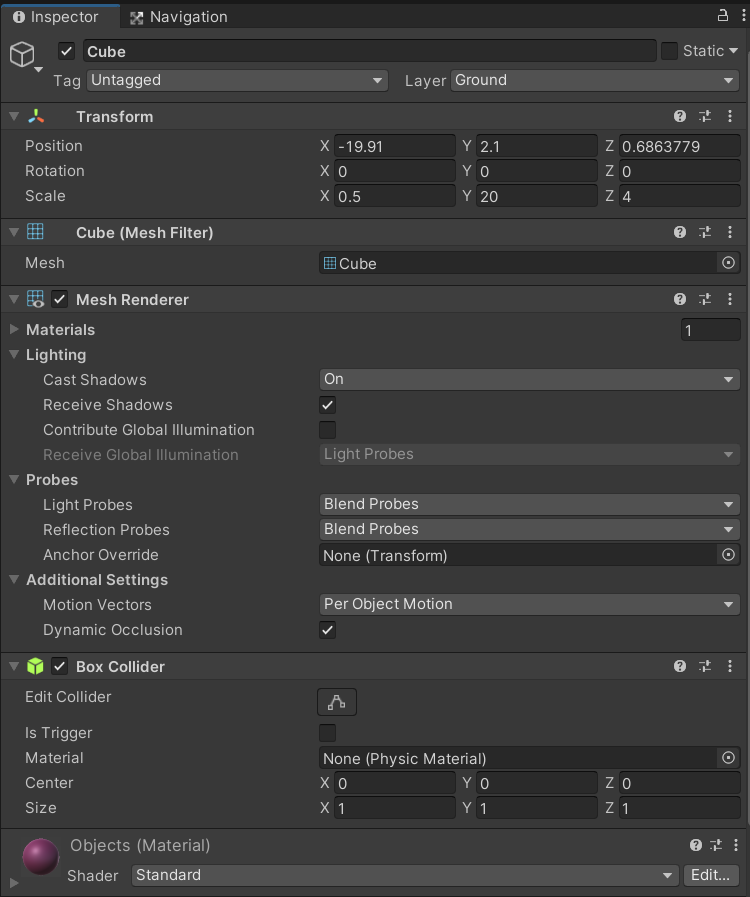 Inspector Navigation
Cube Static
Tag Untagged Layer Ground
Transform
Position X -19.91 Y 2.1 Z 0.6863779
Rotation X 0 Y 0 Z 0
Scale X 0.5 Y 20 Z 4
Cube (Mesh Filter)
Mesh Cube
Mesh Renderer
Materials 1
Lighting
Cast Shadows On
Receive Shadows
Contribute Global Illumination
Receive Global Illumination Light Probes
Probes
Light Probes Blend Probes
Reflection Probes Blend Probes
Anchor Override None (Transform)
Additional Settings
Motion Vectors Per Object Motion
Dynamic Occlusion
Box Collider
Edit Collider
Is Trigger
Material None (Physic Material)
Center X 0 Y 0 Z 0
Size X 1 Y 1 Z 1
Objects (Material)
Shader Standard Edit...